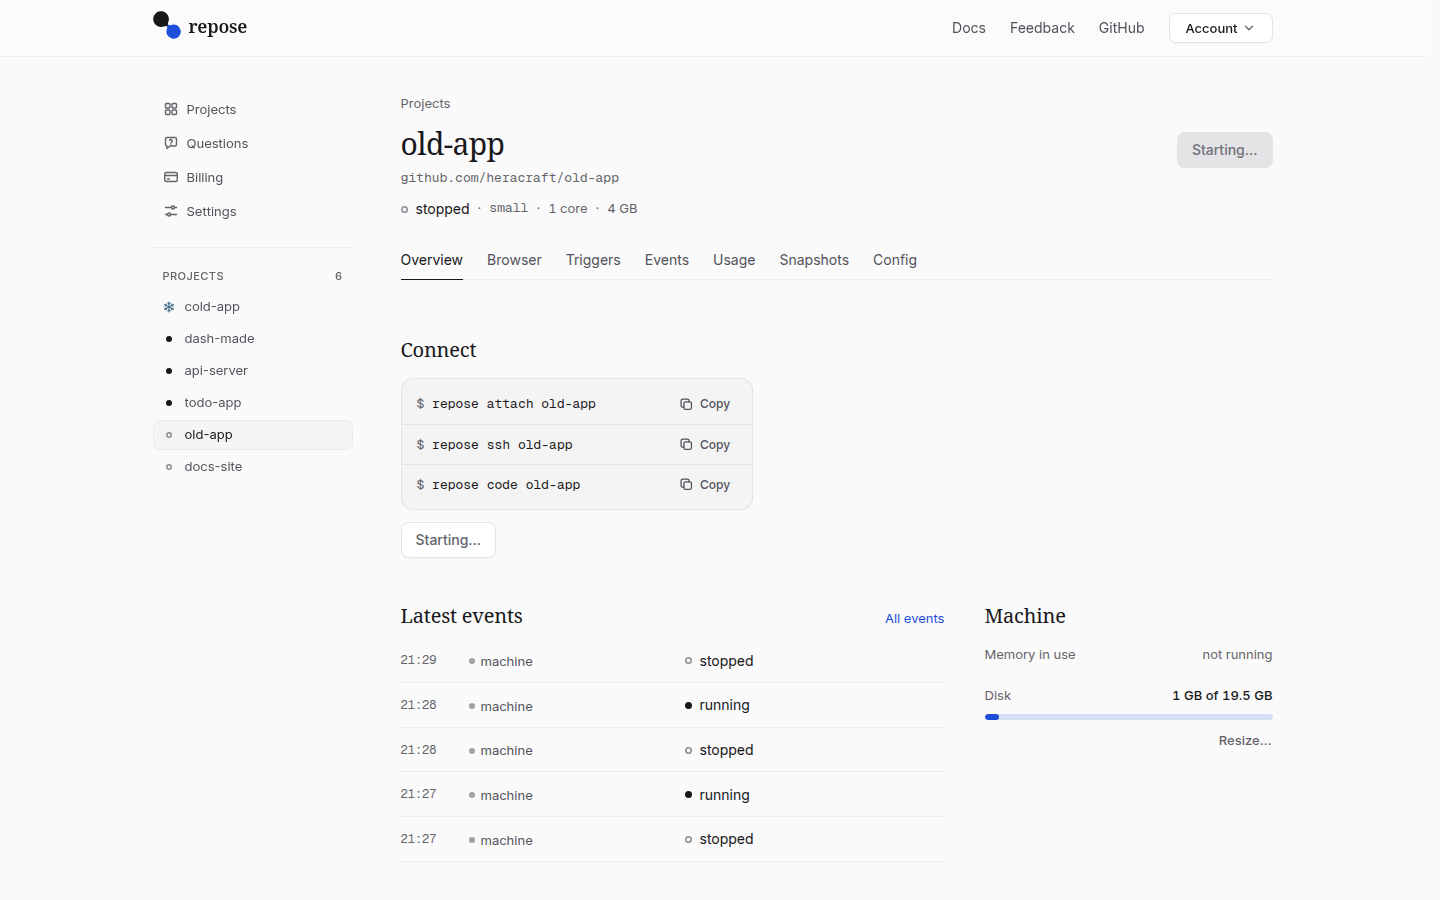 repose
Docs
Feedback
GitHub
Account
Projects
Questions
Billing
Settings
PROJECTS 6
cold-app
dash-made
api-server
todo-app
old-app
docs-site
Projects
old-app
Starting...
github.com/heracraft/old-app
stopped · small · 1 core · 4 GB
Overview
Browser
Triggers
Events
Usage
Snapshots
Config
Connect
$ repose attach old-app Copy
$ repose ssh old-app Copy
$ repose code old-app Copy
Starting...
Latest events All events
21:29 machine stopped
21:28 machine running
21:28 machine stopped
21:27 machine running
21:27 machine stopped
Machine
Memory in use not running
Disk 1 GB of 19.5 GB
Resize...